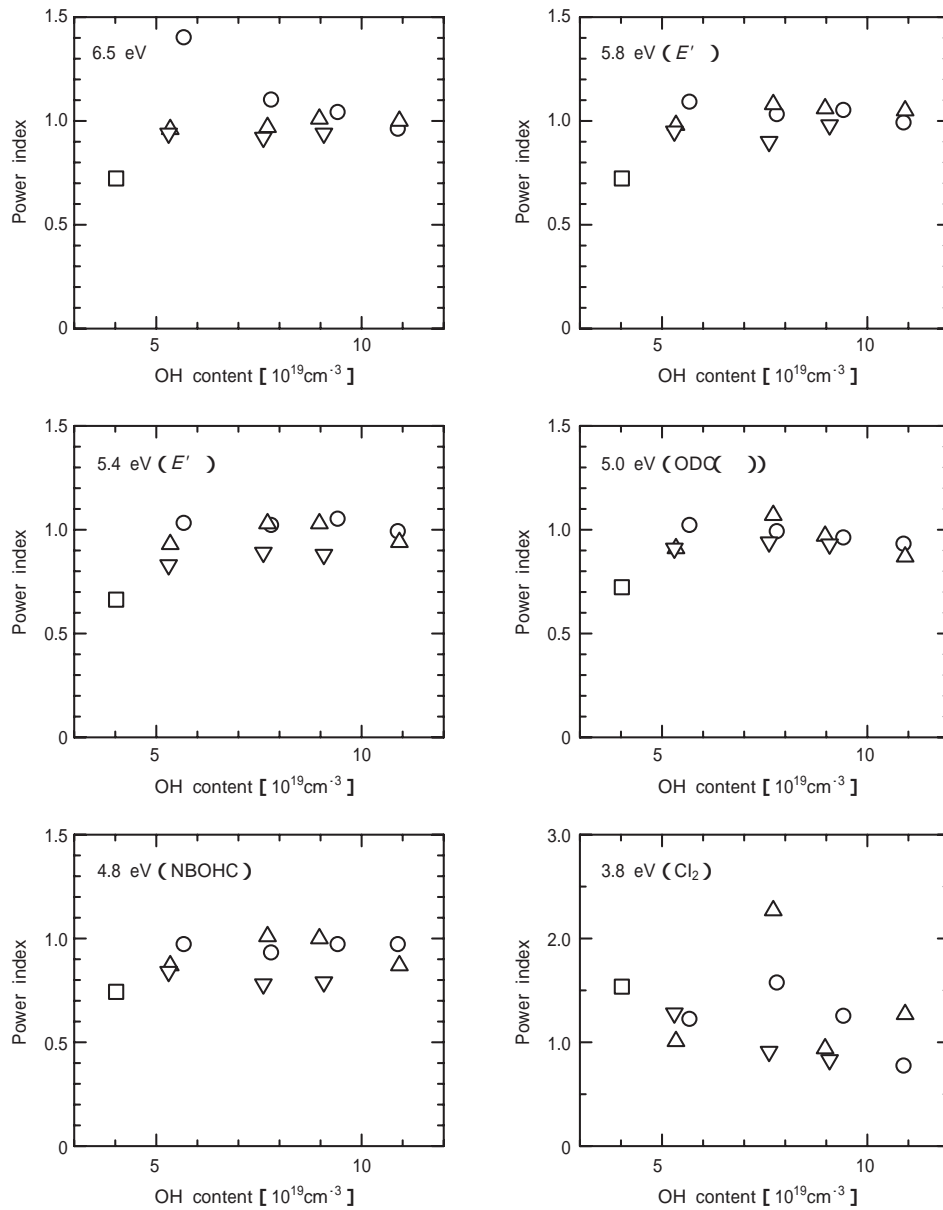 1.5
6.5 eV
1.0
0.5
0
5
10
Power index
OH content [ 10¹⁹cm⁻³ ]
1.5
5.8 eV ( E' )
1.0
0.5
0
5
10
Power index
OH content [ 10¹⁹cm⁻³ ]
1.5
5.4 eV ( E' )
1.0
0.5
0
5
10
Power index
OH content [ 10¹⁹cm⁻³ ]
1.5
5.0 eV ( ODC( ))
1.0
0.5
0
5
10
Power index
OH content [ 10¹⁹cm⁻³ ]
1.5
4.8 eV ( NBOHC )
1.0
0.5
0
5
10
Power index
OH content [ 10¹⁹cm⁻³ ]
3.0
3.8 eV ( Cl₂ )
2.0
1.0
0
5
10
Power index
OH content [ 10¹⁹cm⁻³ ]